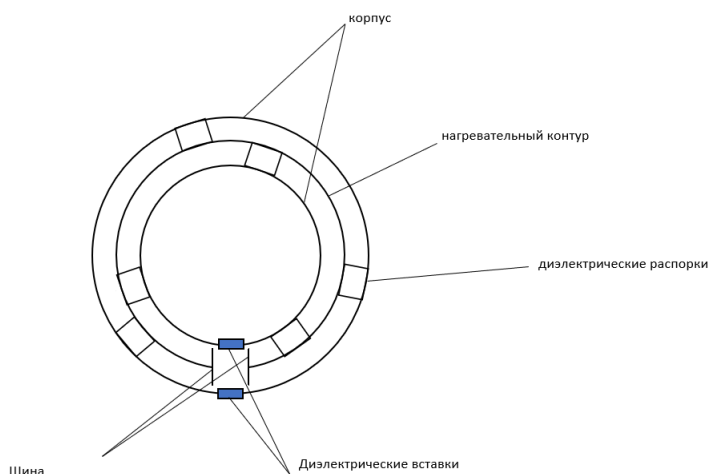 корпус
нагревательный контур
диэлектрические распорки
Диэлектрические вставки
Шина